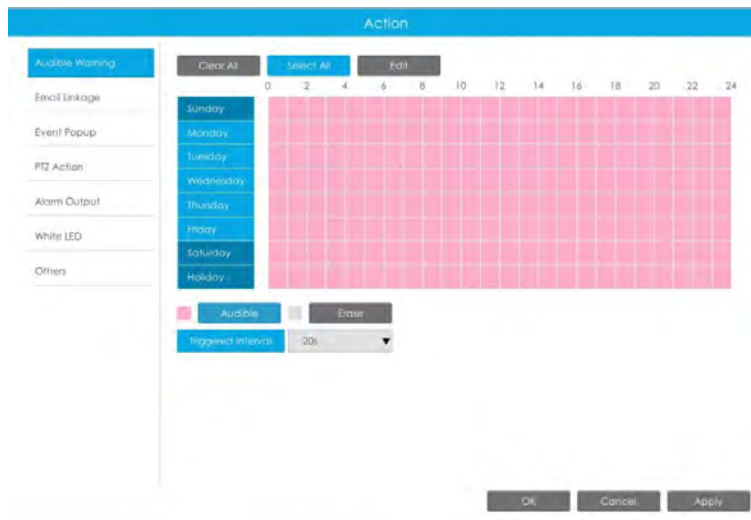 Action
Audible Warning
Email Linkage
Event Popup
PTZ Action
Alarm Output
White LED
Others
Clear All Select All Edit
0 2 4 6 8 10 12 14 16 18 20 22 24
Sunday
Monday
Tuesday
Wednesday
Thursday
Friday
Saturday
Holiday
Audible Erase
Triggered Interval 20s
OK Cancel Apply